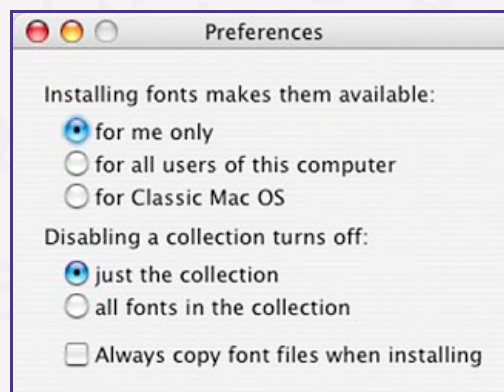 Preferences
Installing fonts makes them available:
for me only
for all users of this computer
for Classic Mac OS
Disabling a collection turns off:
just the collection
all fonts in the collection
Always copy font files when installing